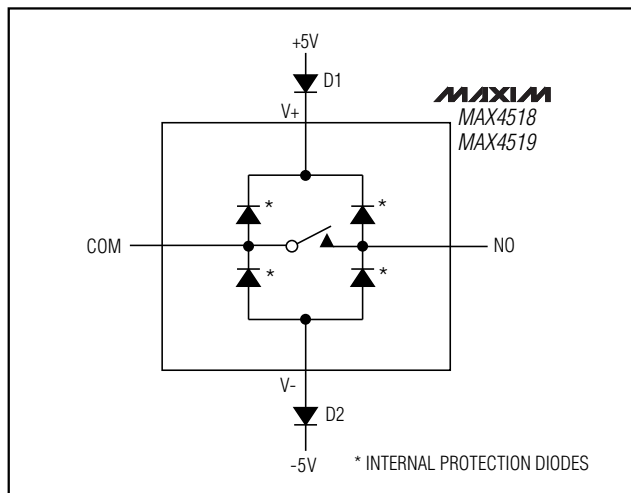 +5V
D1
V+
MAXIM
MAX4518
MAX4519
*
*
COM
NO
*
*
V-
D2
-5V
* INTERNAL PROTECTION DIODES